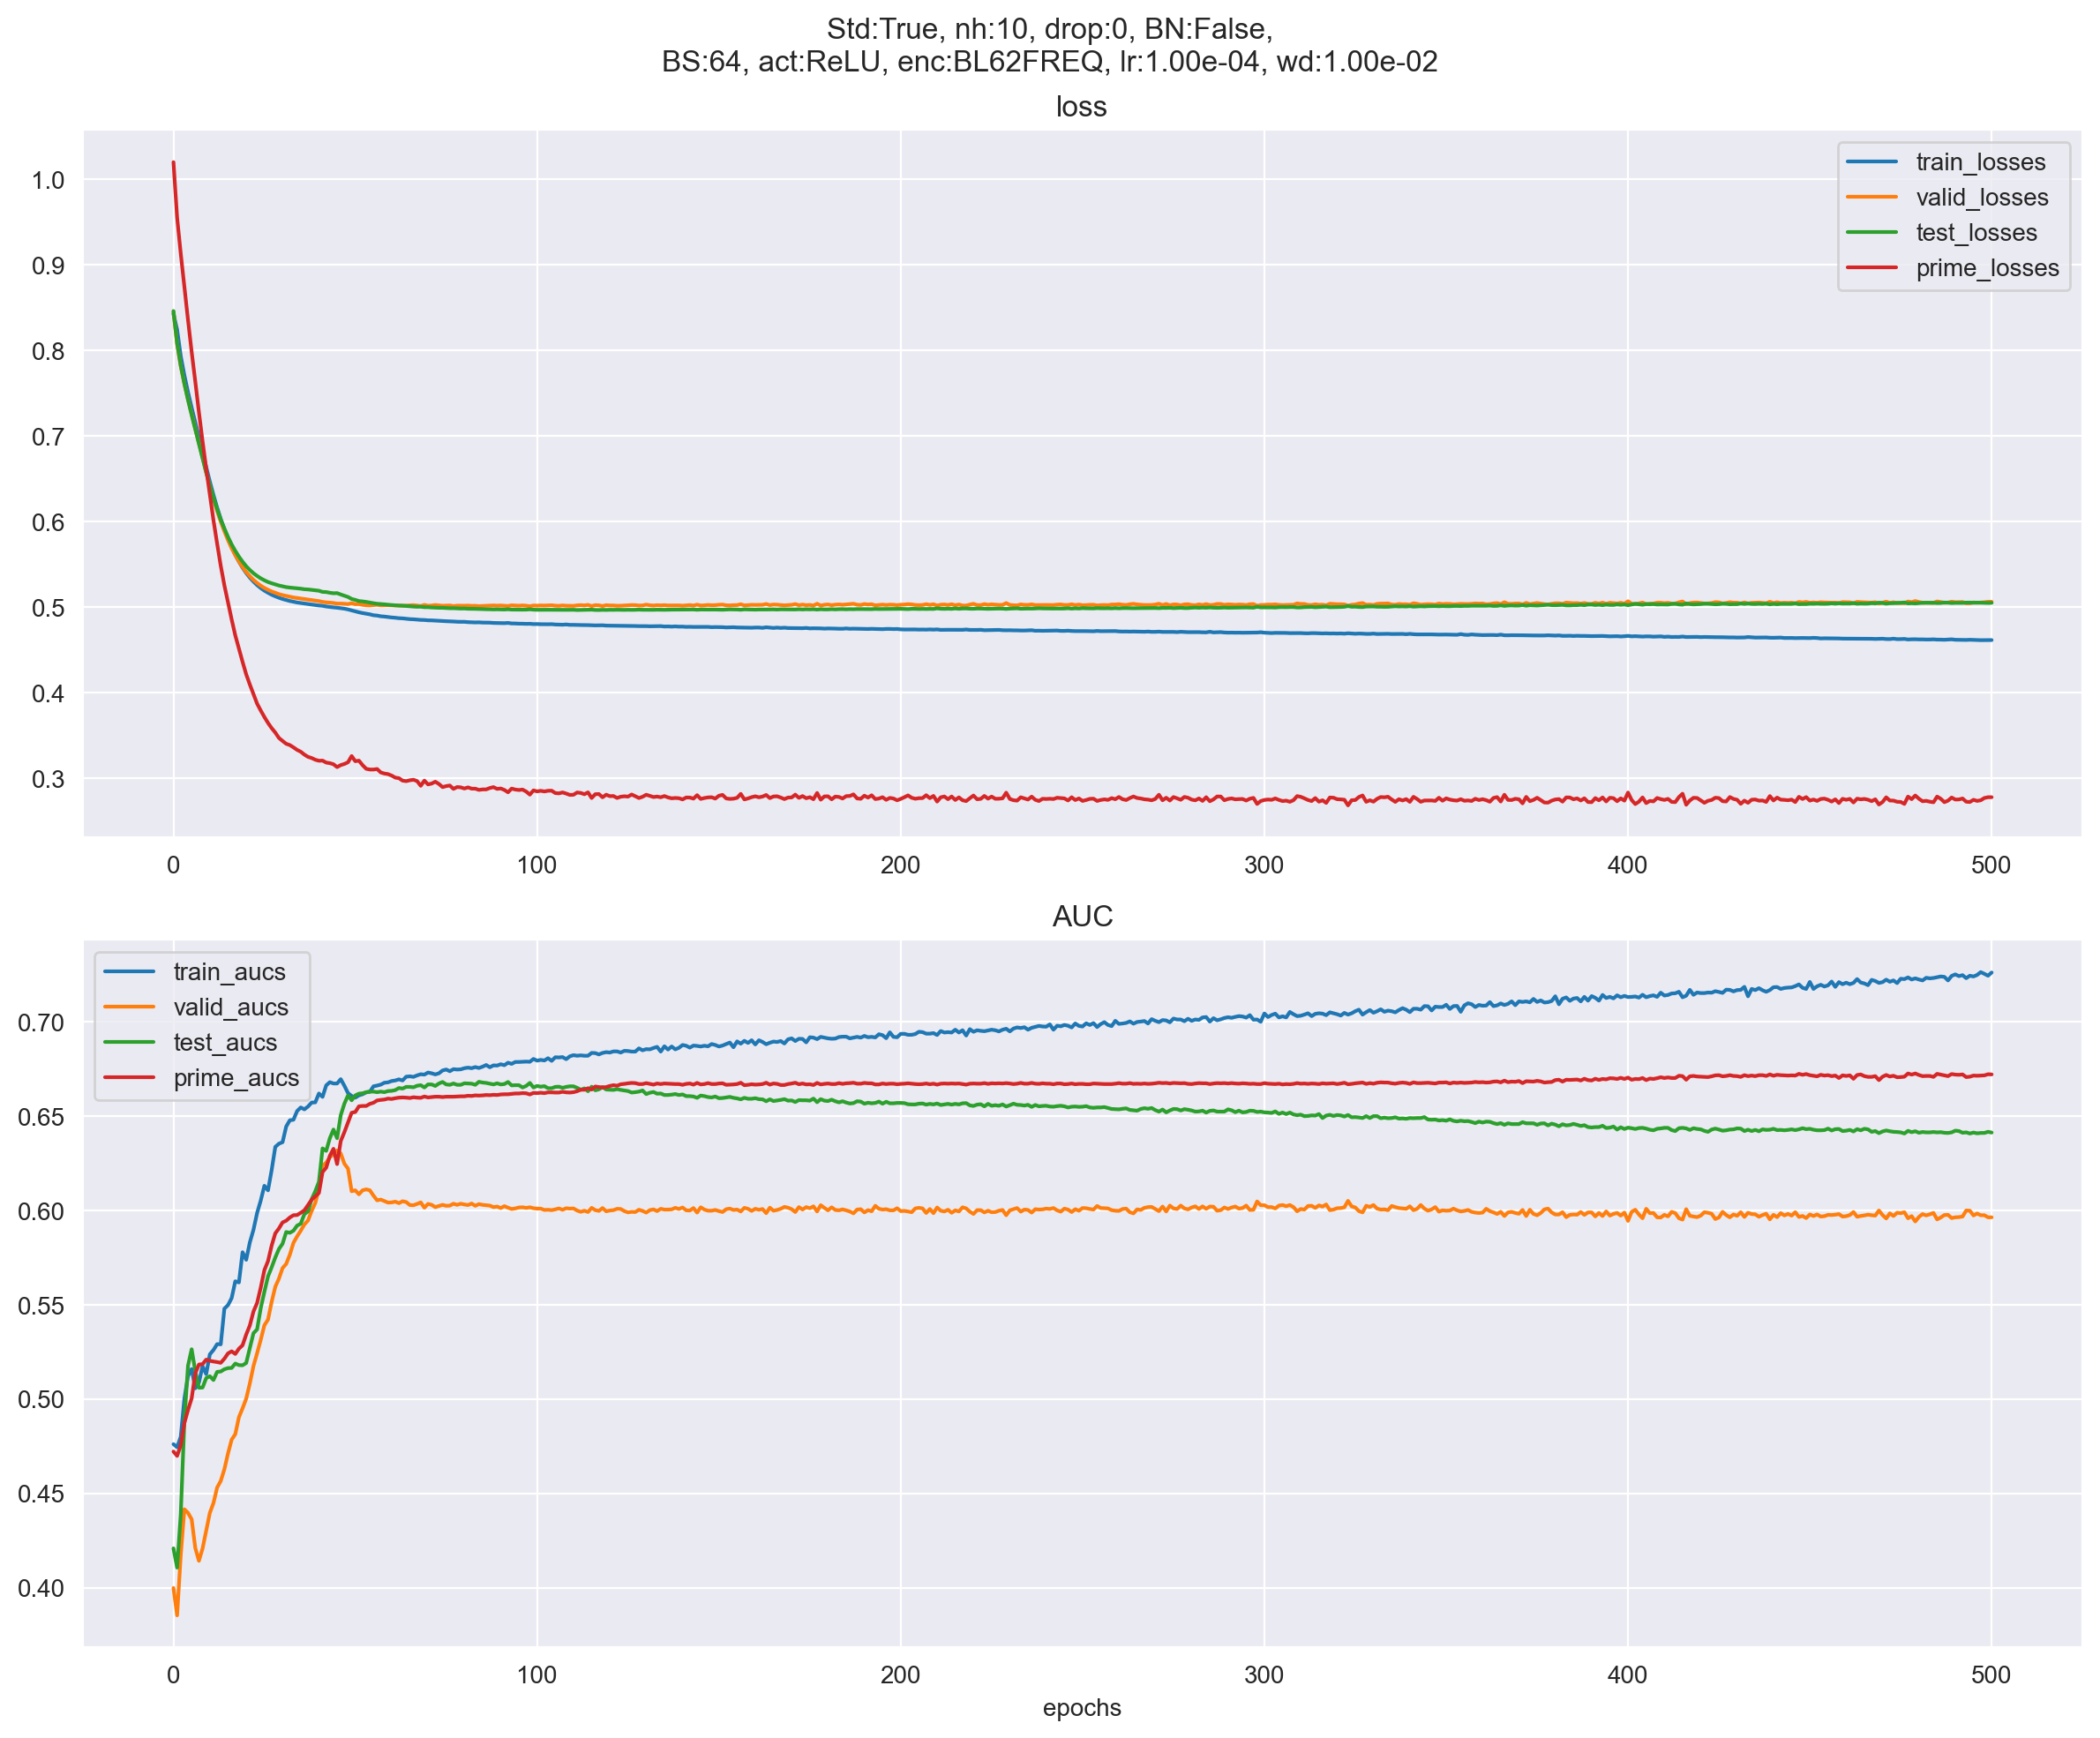 Std:True, nh:10, drop:0, BN:False,
BS:64, act:ReLU, enc:BL62FREQ, lr:1.00e-04, wd:1.00e-02
loss
train_losses
valid_losses
test_losses
prime_losses
1.0
0.9
0.8
0.7
0.6
0.5
0.4
0.3
0 100 200 300 400 500
AUC
train_aucs
valid_aucs
test_aucs
prime_aucs
0.70
0.65
0.60
0.55
0.50
0.45
0.40
0 100 200 300 400 500
epochs